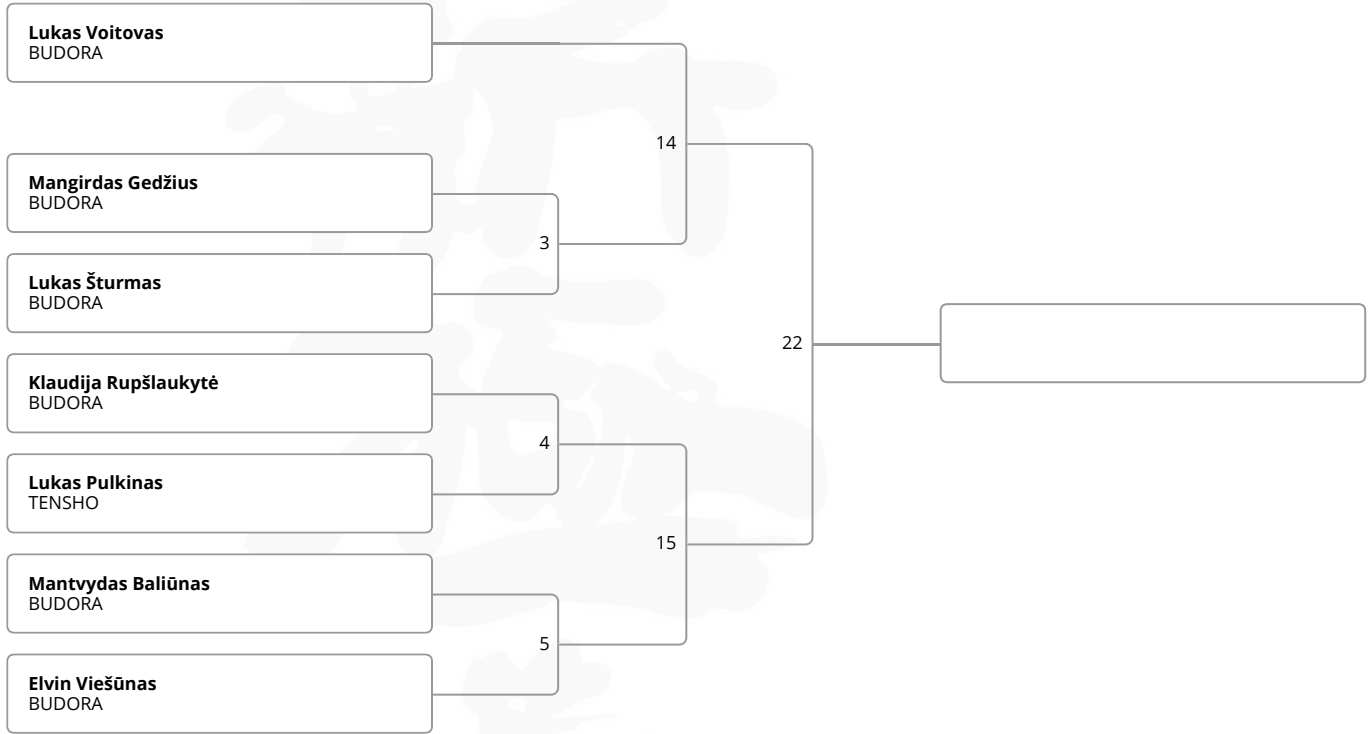 Lukas Voitovas
BUDORA
14
Mangirdas Gedžius
BUDORA
3
Lukas Šturmas
BUDORA
22
Klaudija Rupšlaukytė
BUDORA
4
Lukas Pulkinas
TENSHO
15
Mantvydas Baliūnas
BUDORA
5
Elvin Viešūnas
BUDORA